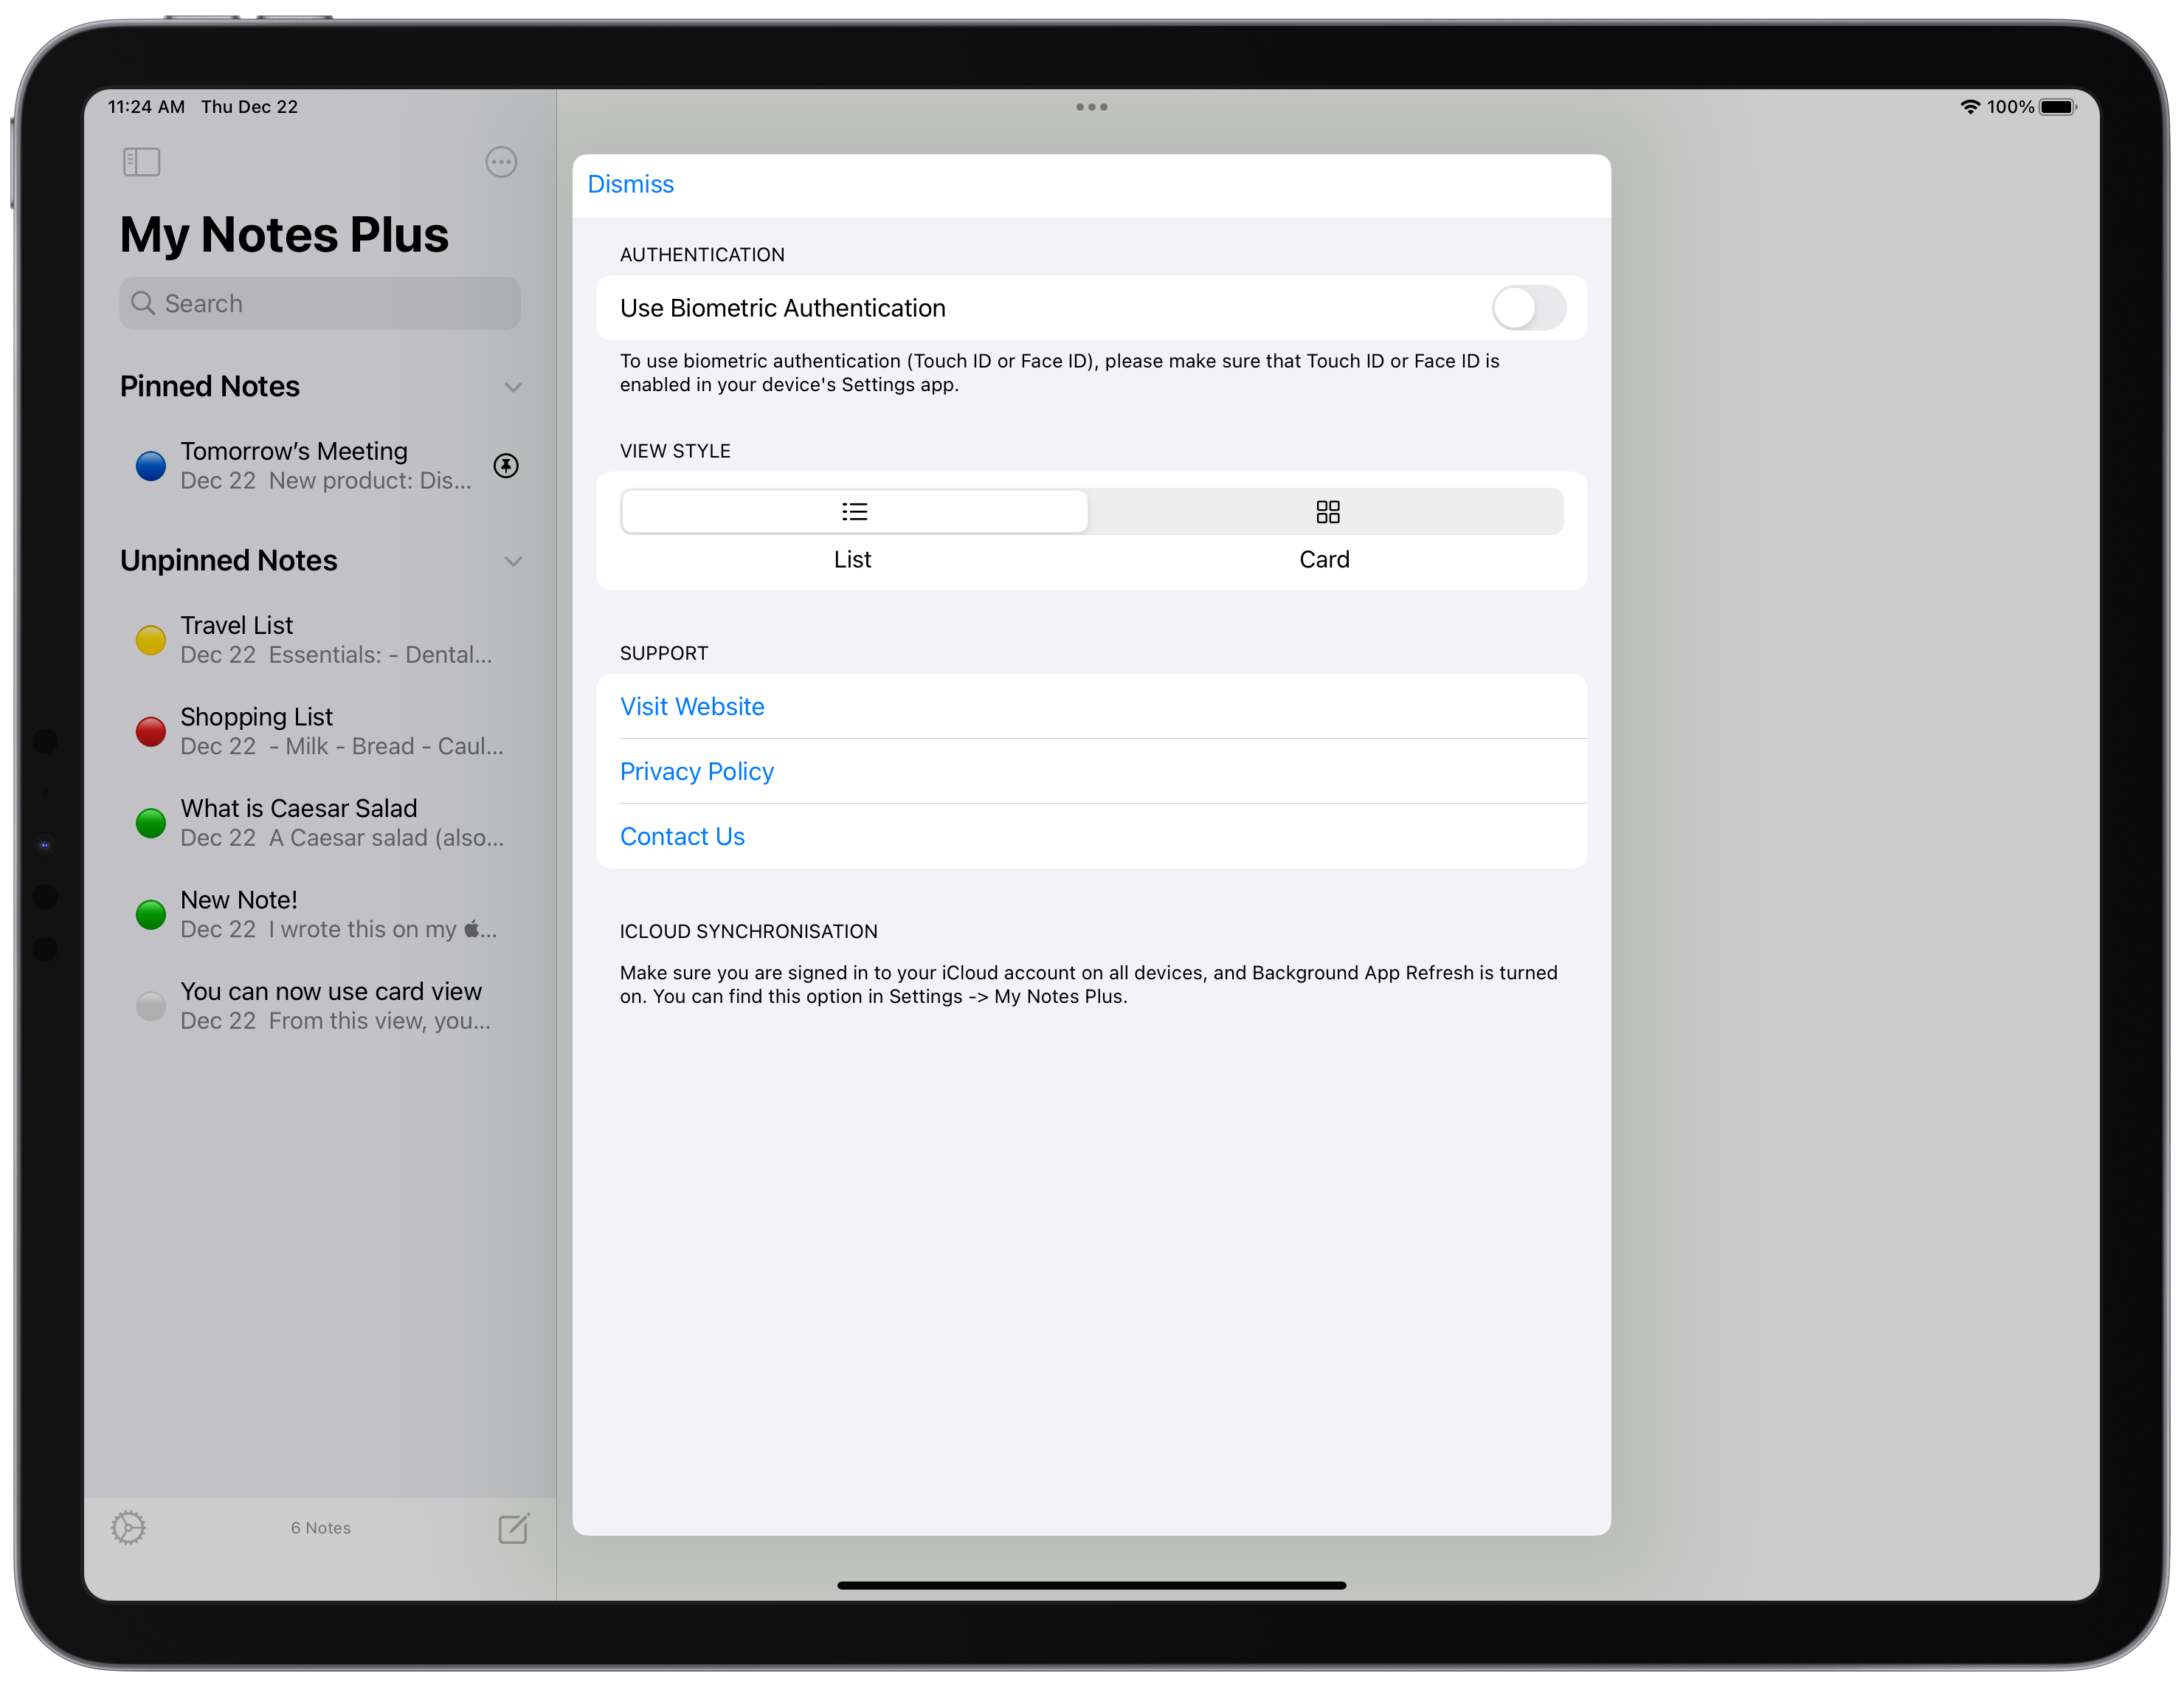 11:24 AM Thu Dec 22
100%
My Notes Plus
Search
Pinned Notes
Tomorrow’s Meeting
Dec 22 New product: Dis...
Unpinned Notes
Travel List
Dec 22 Essentials: - Dental...
Shopping List
Dec 22 - Milk - Bread - Caul...
What is Caesar Salad
Dec 22 A Caesar salad (also...
New Note!
Dec 22 I wrote this on my ...
You can now use card view
Dec 22 From this view, you...
6 Notes
Dismiss
AUTHENTICATION
Use Biometric Authentication
To use biometric authentication (Touch ID or Face ID), please make sure that Touch ID or Face ID is
enabled in your device's Settings app.
VIEW STYLE
List
Card
SUPPORT
Visit Website
Privacy Policy
Contact Us
ICLOUD SYNCHRONISATION
Make sure you are signed in to your iCloud account on all devices, and Background App Refresh is turned
on. You can find this option in Settings -> My Notes Plus.